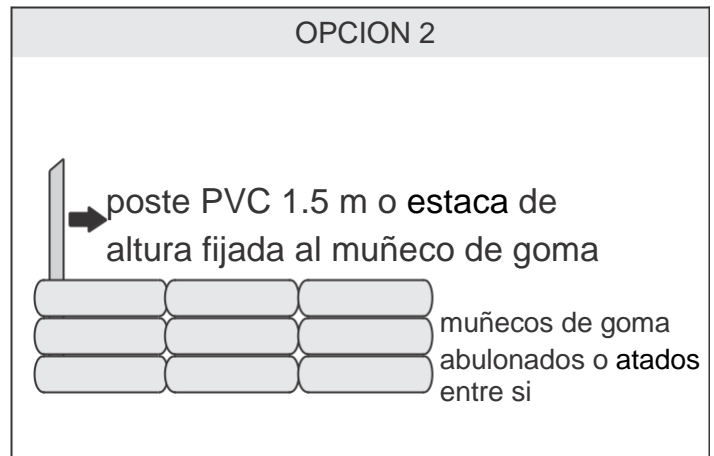 OPCION 2
poste PVC 1.5 m o estaca de
altura fijada al muñeco de goma
muñecos de goma
abulonados o atados
entre si